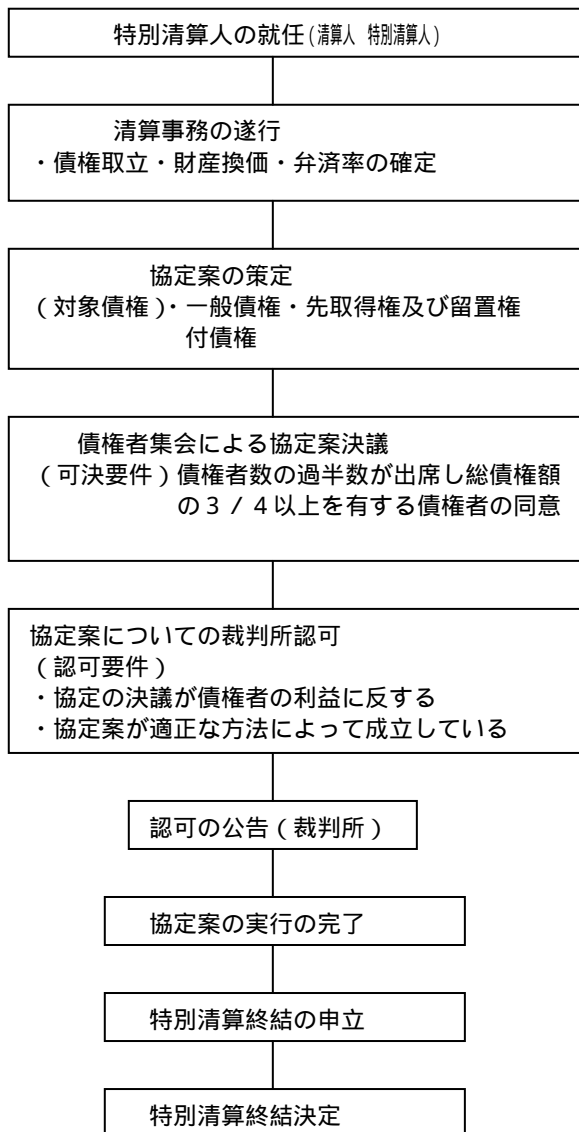 特別清算人の就任(清算人 特別清算人)
清算事務の遂行
・債権取立・財産換価・弁済率の確定
協定案の策定
(対象債権)・一般債権・先取得権及び留置権
付債権
債権者集会による協定案決議
(可決要件)債権者数の過半数が出席し総債権額
の3/4以上を有する債権者の同意
協定案についての裁判所認可
(認可要件)
・協定の決議が債権者の利益に反する
・協定案が適正な方法によって成立している
認可の公告(裁判所)
協定案の実行の完了
特別清算終結の申立
特別清算終結決定